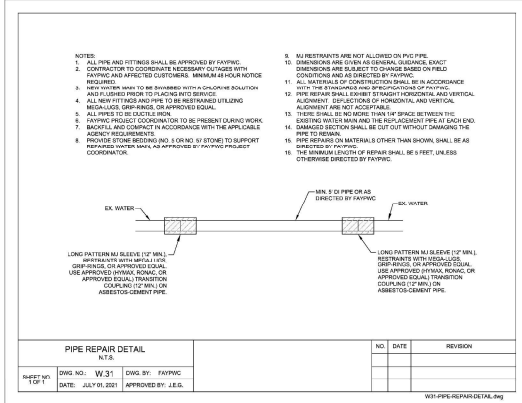 NOTES:
1. ALL PIPE AND FITTINGS SHALL BE APPROVED BY FAYPWC.
2. CONTRACTOR TO COORDINATE NECESSARY OUTAGES WITH
FAYPWC AND AFFECTED CUSTOMERS. MINIMUM 48 HOUR NOTICE
REQUIRED.
3. NEW WATER MAIN TO BE SWABBED WITH A CHLORINE SOLUTION
AND FLUSHED PRIOR TO PLACING INTO SERVICE.
4. ALL NEW FITTINGS AND PIPE TO BE RESTRAINED UTILIZING
MEGA-LUGS, GRIP-RINGS, OR APPROVED EQUAL.
5. ALL PIPES TO BE DUCTILE IRON.
6. FAYPWC PROJECT COORDINATOR TO BE PRESENT DURING WORK.
7. BACKFILL AND COMPACT IN ACCORDANCE WITH THE APPLICABLE
AGENCY REQUIREMENTS.
8. PROVIDE STONE BEDDING (NO. 5 OR NO. 57 STONE) TO SUPPORT
REPAIRED WATER MAIN, AS APPROVED BY FAYPWC PROJECT
COORDINATOR.
9. MJ RESTRAINTS ARE NOT ALLOWED ON PVC PIPE.
10. DIMENSIONS ARE GIVEN AS GENERAL GUIDANCE, EXACT
DIMENSIONS ARE SUBJECT TO CHANGE BASED ON FIELD
CONDITIONS AND AS DIRECTED BY FAYPWC.
11. ALL MATERIALS OF CONSTRUCTION SHALL BE IN ACCORDANCE
WITH THE STANDARDS AND SPECIFICATIONS OF FAYPWC.
12. PIPE REPAIR SHALL EXHIBIT STRAIGHT HORIZONTAL AND VERTICAL
ALIGNMENT. DEFLECTIONS OF HORIZONTAL AND VERTICAL
ALIGNMENT ARE NOT ACCEPTABLE.
13. THERE SHALL BE NO MORE THAN 1/4" SPACE BETWEEN THE
EXISTING WATER MAIN AND THE REPLACEMENT PIPE AT EACH END.
14. DAMAGED SECTION SHALL BE CUT OUT WITHOUT DAMAGING THE
PIPE TO REMAIN.
15. PIPE REPAIRS ON MATERIALS OTHER THAN SHOWN, SHALL BE AS
DIRECTED BY FAYPWC.
16. THE MINIMUM LENGTH OF REPAIR SHALL BE 5 FEET, UNLESS
OTHERWISE DIRECTED BY FAYPWC.
MIN. 5' DI PIPE OR AS
DIRECTED BY FAYPWC
EX. WATER
EX. WATER
LONG PATTERN MJ SLEEVE (12" MIN.),
RESTRAINTS WITH MEGA-LUGS,
GRIP-RINGS, OR APPROVED EQUAL.
USE APPROVED (HYMAX, ROMAC, OR
APPROVED EQUAL) TRANSITION
COUPLING (12" MIN.) ON
ASBESTOS-CEMENT PIPE.
LONG PATTERN MJ SLEEVE (12" MIN.),
RESTRAINTS WITH MEGA-LUGS,
GRIP-RINGS, OR APPROVED EQUAL.
USE APPROVED (HYMAX, ROMAC, OR
APPROVED EQUAL) TRANSITION
COUPLING (12" MIN.) ON
ASBESTOS-CEMENT PIPE.
PIPE REPAIR DETAIL
N.T.S.
SHEET NO.
1 OF 1
DWG. NO.: W.31
DWG. BY: FAYPWC
DATE: JULY 01, 2021
APPROVED BY: J.E.G.
NO. DATE REVISION
W31-PIPE-REPAIR-DETAIL.dwg